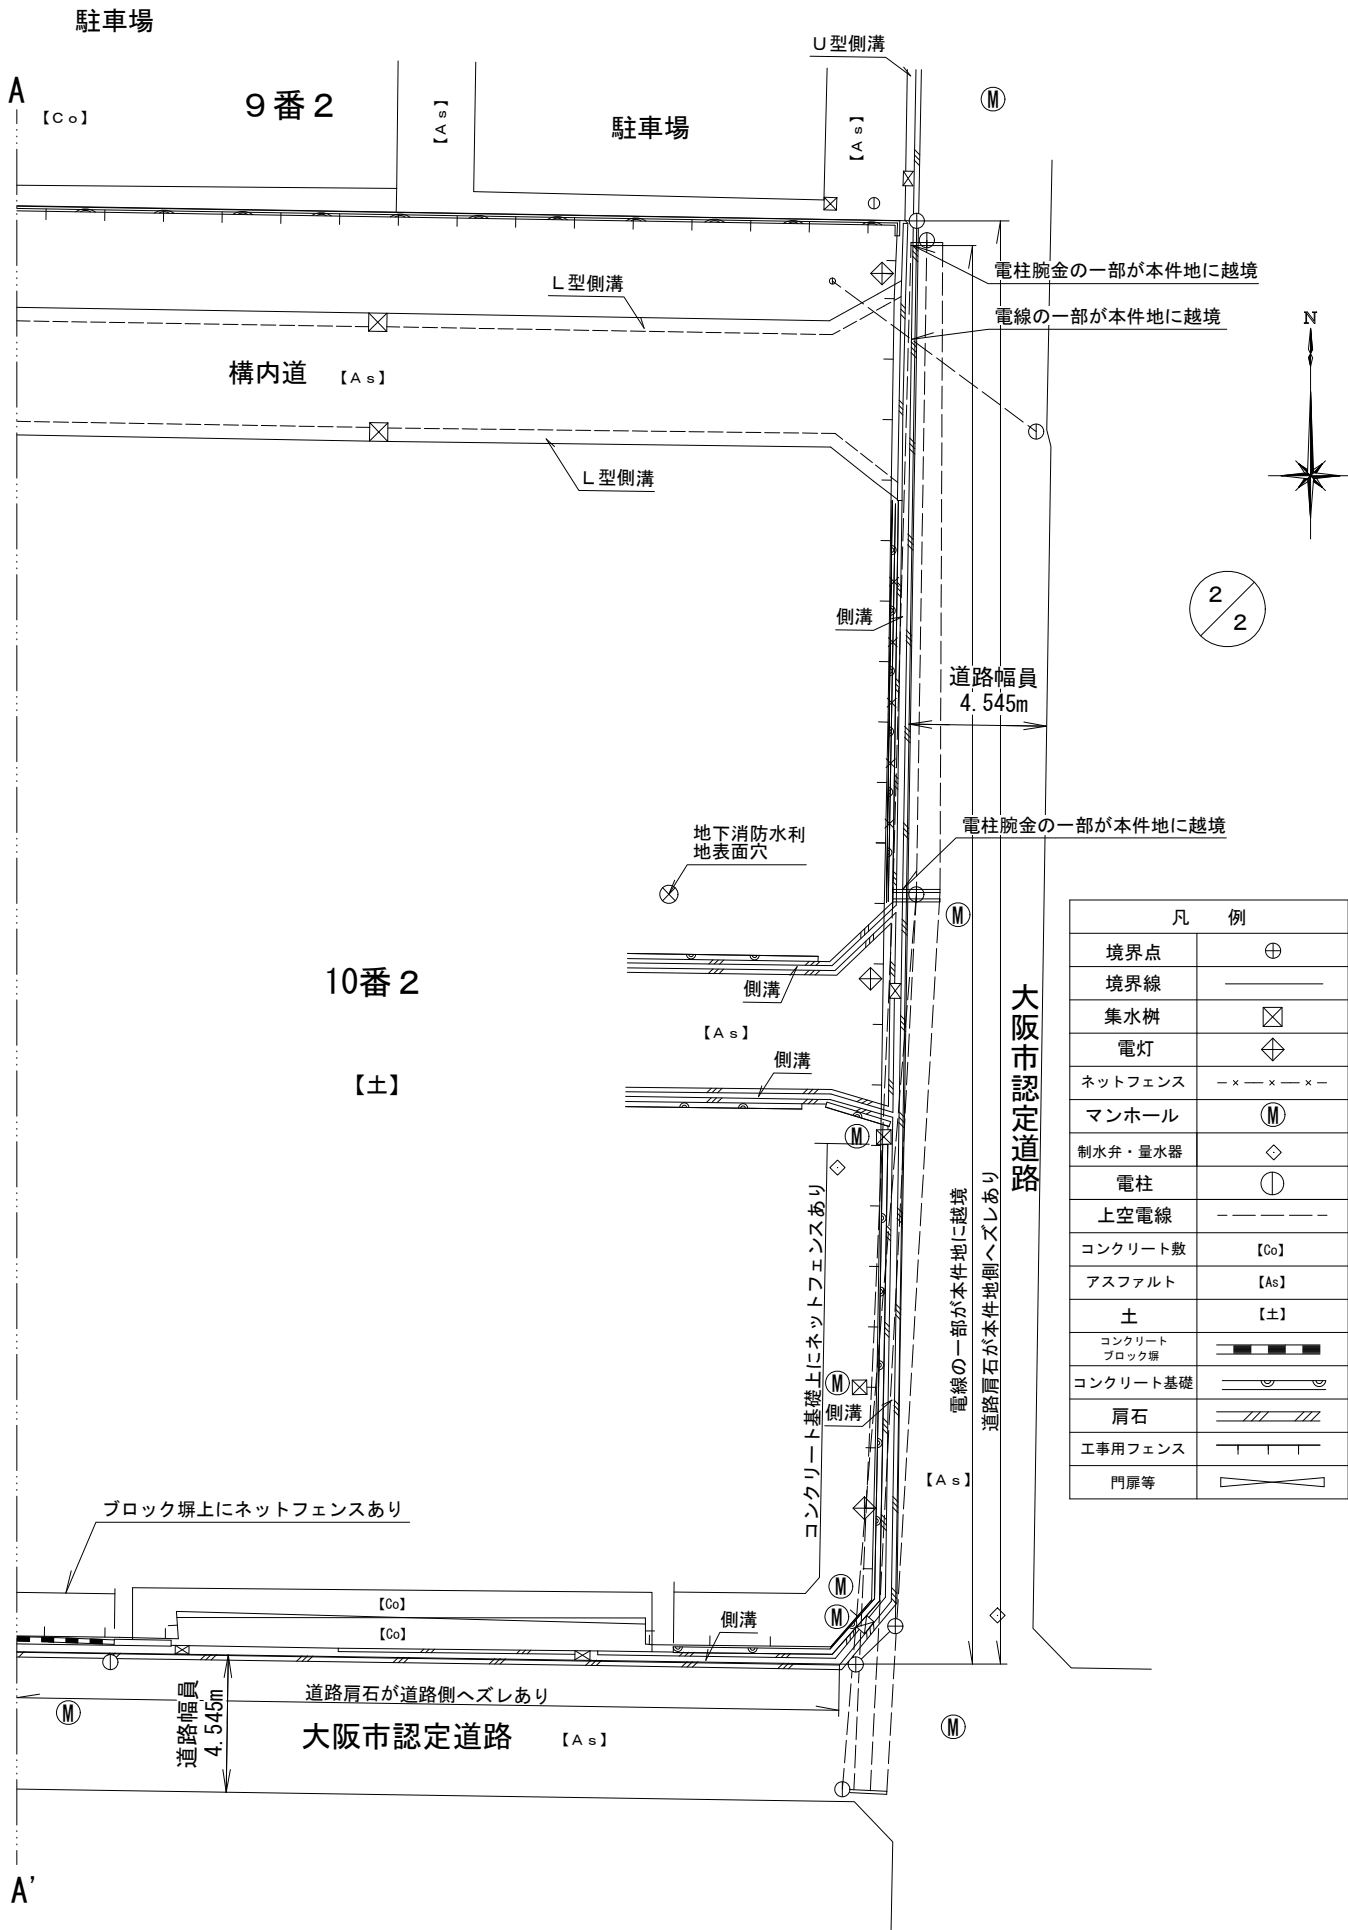 駐車場
U型側溝
A
【Co】
9番2
【As】
駐車場
【As】
M
電柱腕金の一部が本件地に越境
L型側溝
電線の一部が本件地に越境
N
構内道
【As】
L型側溝
2
2
側溝
道路幅員
4.545m
地下消防水利
地表面穴
電柱腕金の一部が本件地に越境
M
10番2
側溝
【As】
大阪市認定道路
【土】
側溝
M
コンクリート基礎上にネットフェンスあり
電線の一部が本件地に越境
道路肩石が本件地側へズレあり
M
側溝
【As】
ブロック塀上にネットフェンスあり
M
M
【Co】
【Co】
側溝
道路肩石が道路側へズレあり
M
道路幅員
4.545m
大阪市認定道路
【As】
M
A'
凡 例
境界点
境界線
集水桝
電灯
ネットフェンス
マンホール
M
制水弁・量水器
電柱
上空電線
コンクリート敷
【Co】
アスファルト
【As】
土
【土】
コンクリート
ブロック塀
コンクリート基礎
肩石
工事用フェンス
門扉等